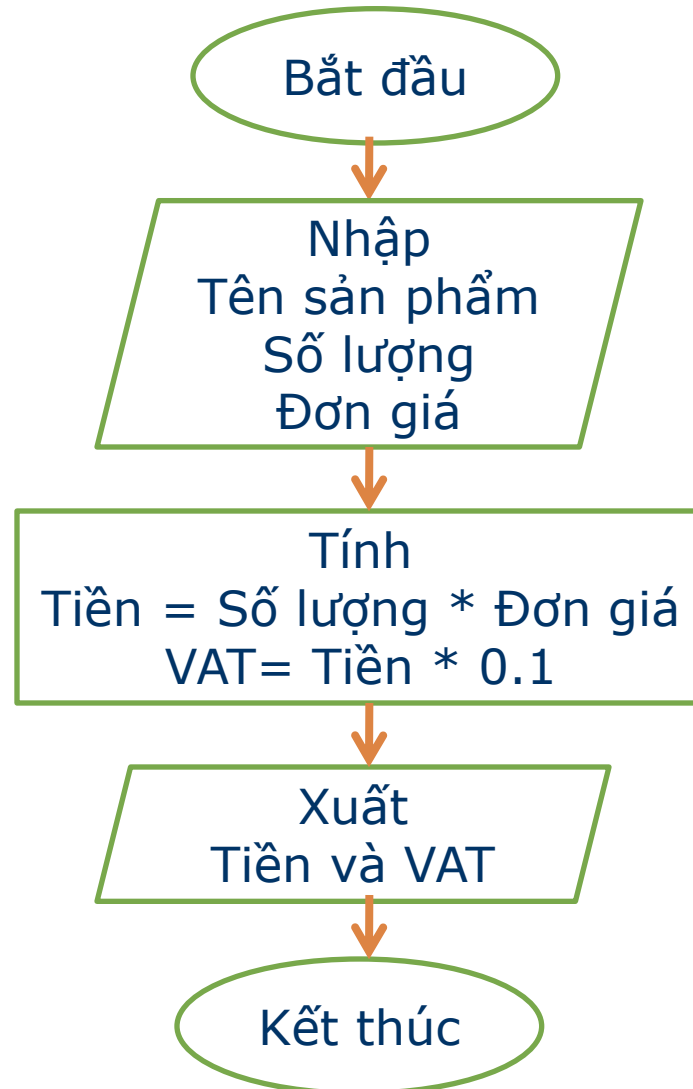 Bắt đầu
Nhập
Tên sản phẩm
Số lượng
Đơn giá
Tính
Tiền = Số lượng * Đơn giá
VAT= Tiền * 0.1
Xuất
Tiền và VAT
Kết thúc